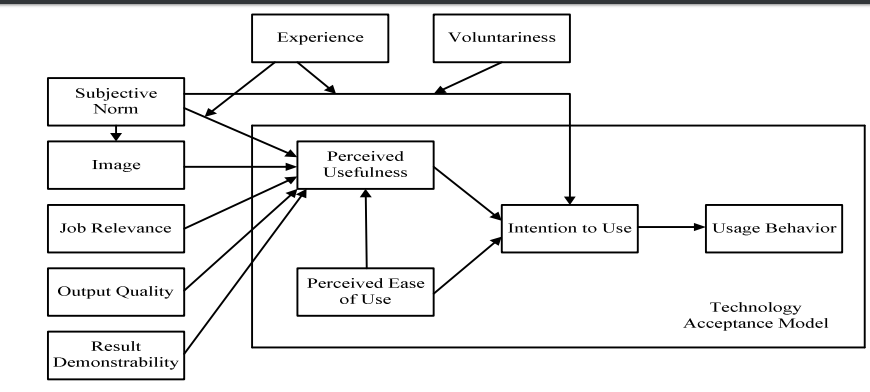 Experience
Voluntariness
Subjective
Norm
Image
Perceived
Usefulness
Job Relevance
Intention to Use
Usage Behavior
Output Quality
Perceived Ease
of Use
Technology
Acceptance Model
Result
Demonstrability